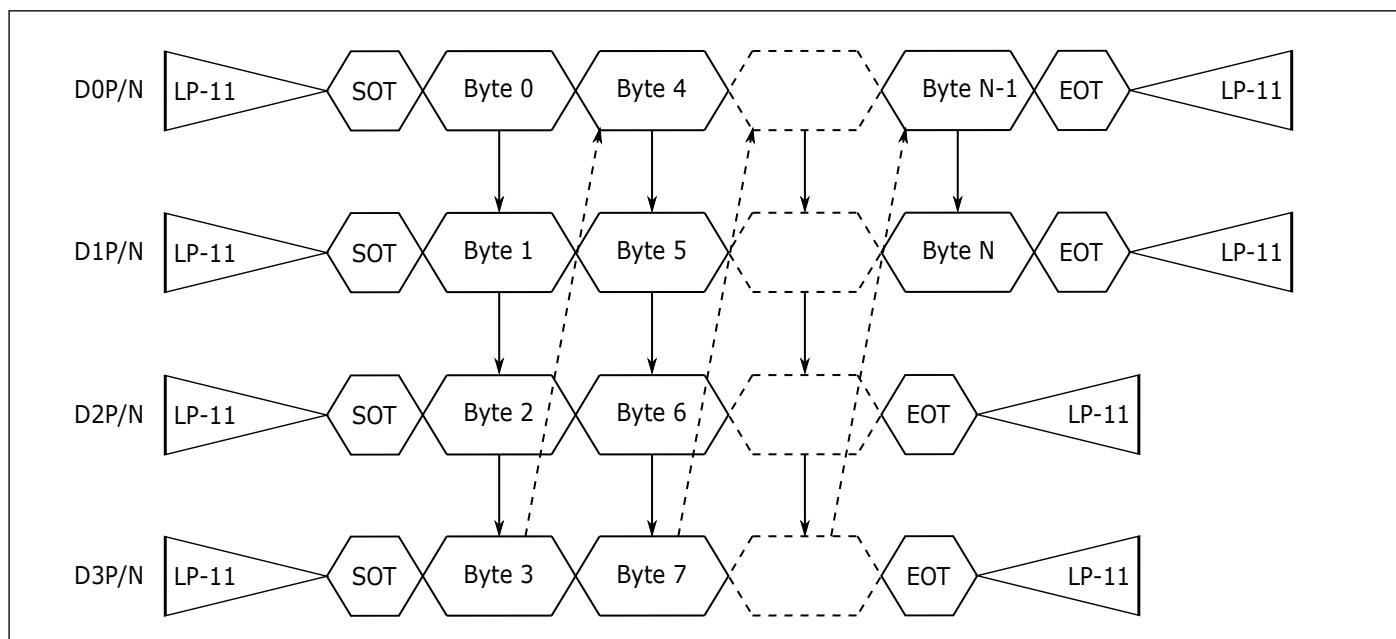 D0P/N LP-11 SOT Byte 0 Byte 4 Byte N-1 EOT LP-11
D1P/N LP-11 SOT Byte 1 Byte 5 Byte N EOT LP-11
D2P/N LP-11 SOT Byte 2 Byte 6 EOT LP-11
D3P/N LP-11 SOT Byte 3 Byte 7 EOT LP-11